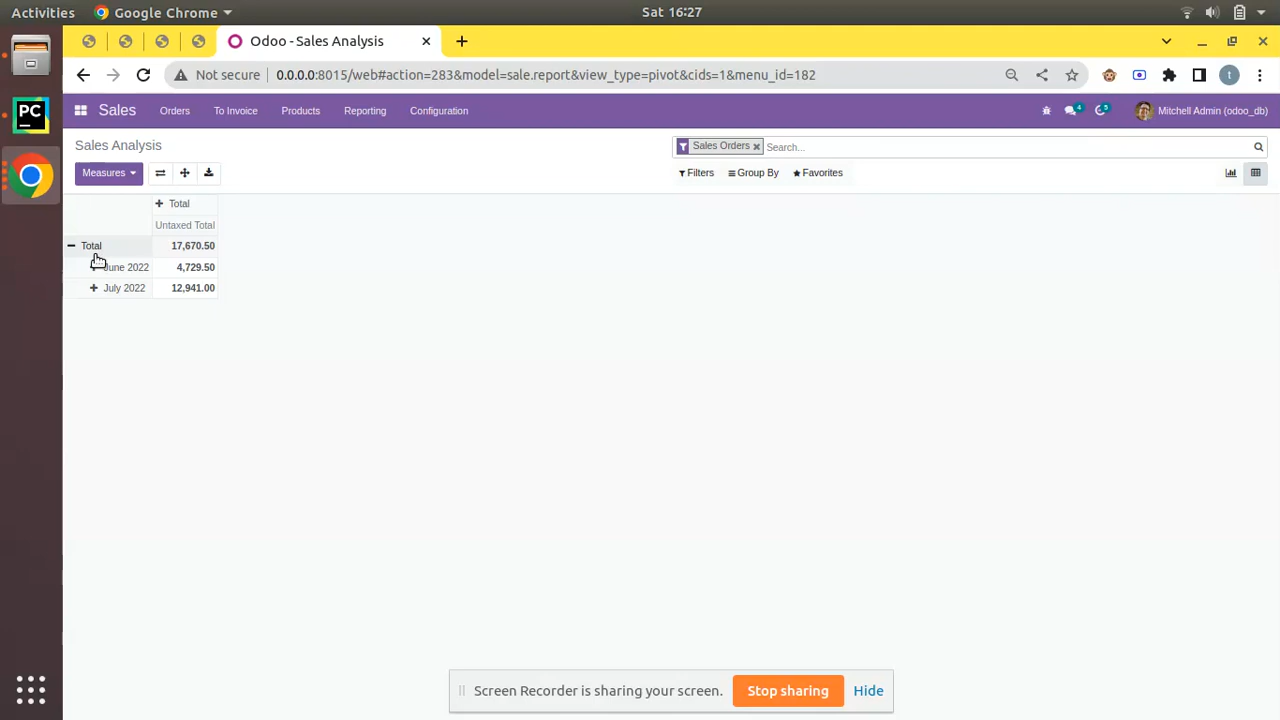 Activities Google Chrome Sat 16:27
Odoo - Sales Analysis
Not secure 0.0.0.0:8015/web#action=283&model=sale.report&view_type=pivot&cids=1&menu_id=182 t
PC Sales Orders To Invoice Products Reporting Configuration 4 5 Mitchell Admin (odoo_db)
Sales Analysis Sales Orders Search...
Measures Filters Group By Favorites
Total
Untaxed Total
Total 17,670.50
June 2022 4,729.50
July 2022 12,941.00
Screen Recorder is sharing your screen. Stop sharing Hide